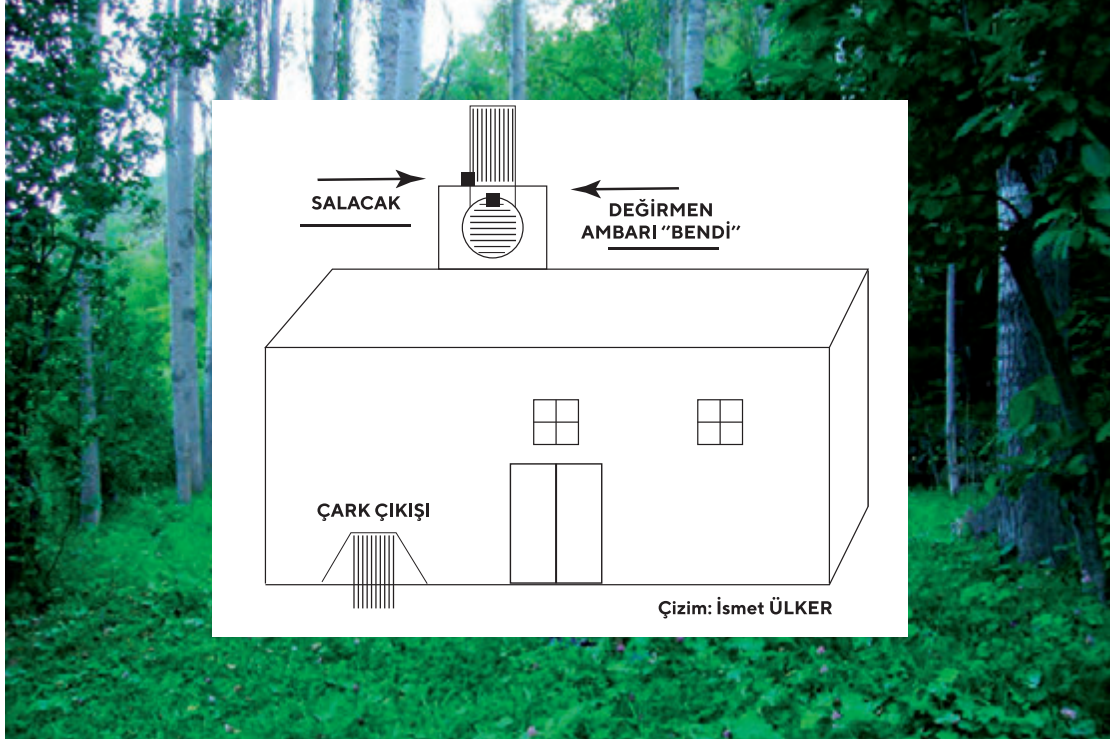 SALACAK
DEĞİRMEN
AMBARI “BENDİ”
ÇARK ÇIKIŞI
Çizim: İsmet ÜLKER